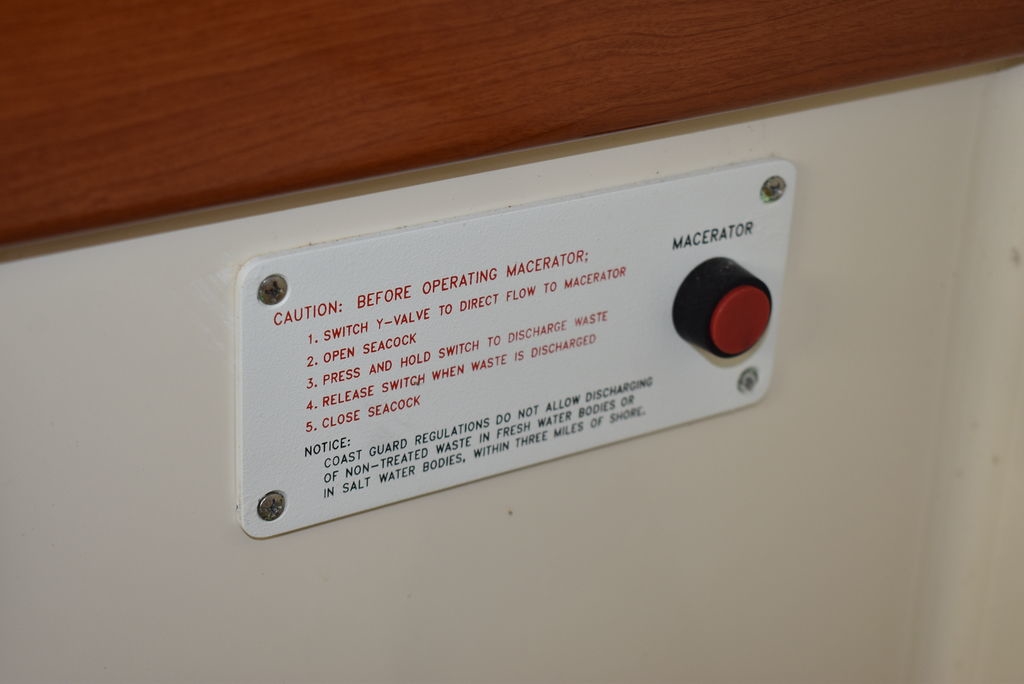 MACERATOR
CAUTION: BEFORE OPERATING MACERATOR;
1. SWITCH Y-VALVE TO DIRECT FLOW TO MACERATOR
2. OPEN SEACOCK
3. PRESS AND HOLD SWITCH TO DISCHARGE WASTE
4. RELEASE SWITCH WHEN WASTE IS DISCHARGED
5. CLOSE SEACOCK
NOTICE:
COAST GUARD REGULATIONS DO NOT ALLOW DISCHARGING
OF NON-TREATED WASTE IN FRESH WATER BODIES OR
IN SALT WATER BODIES, WITHIN THREE MILES OF SHORE.